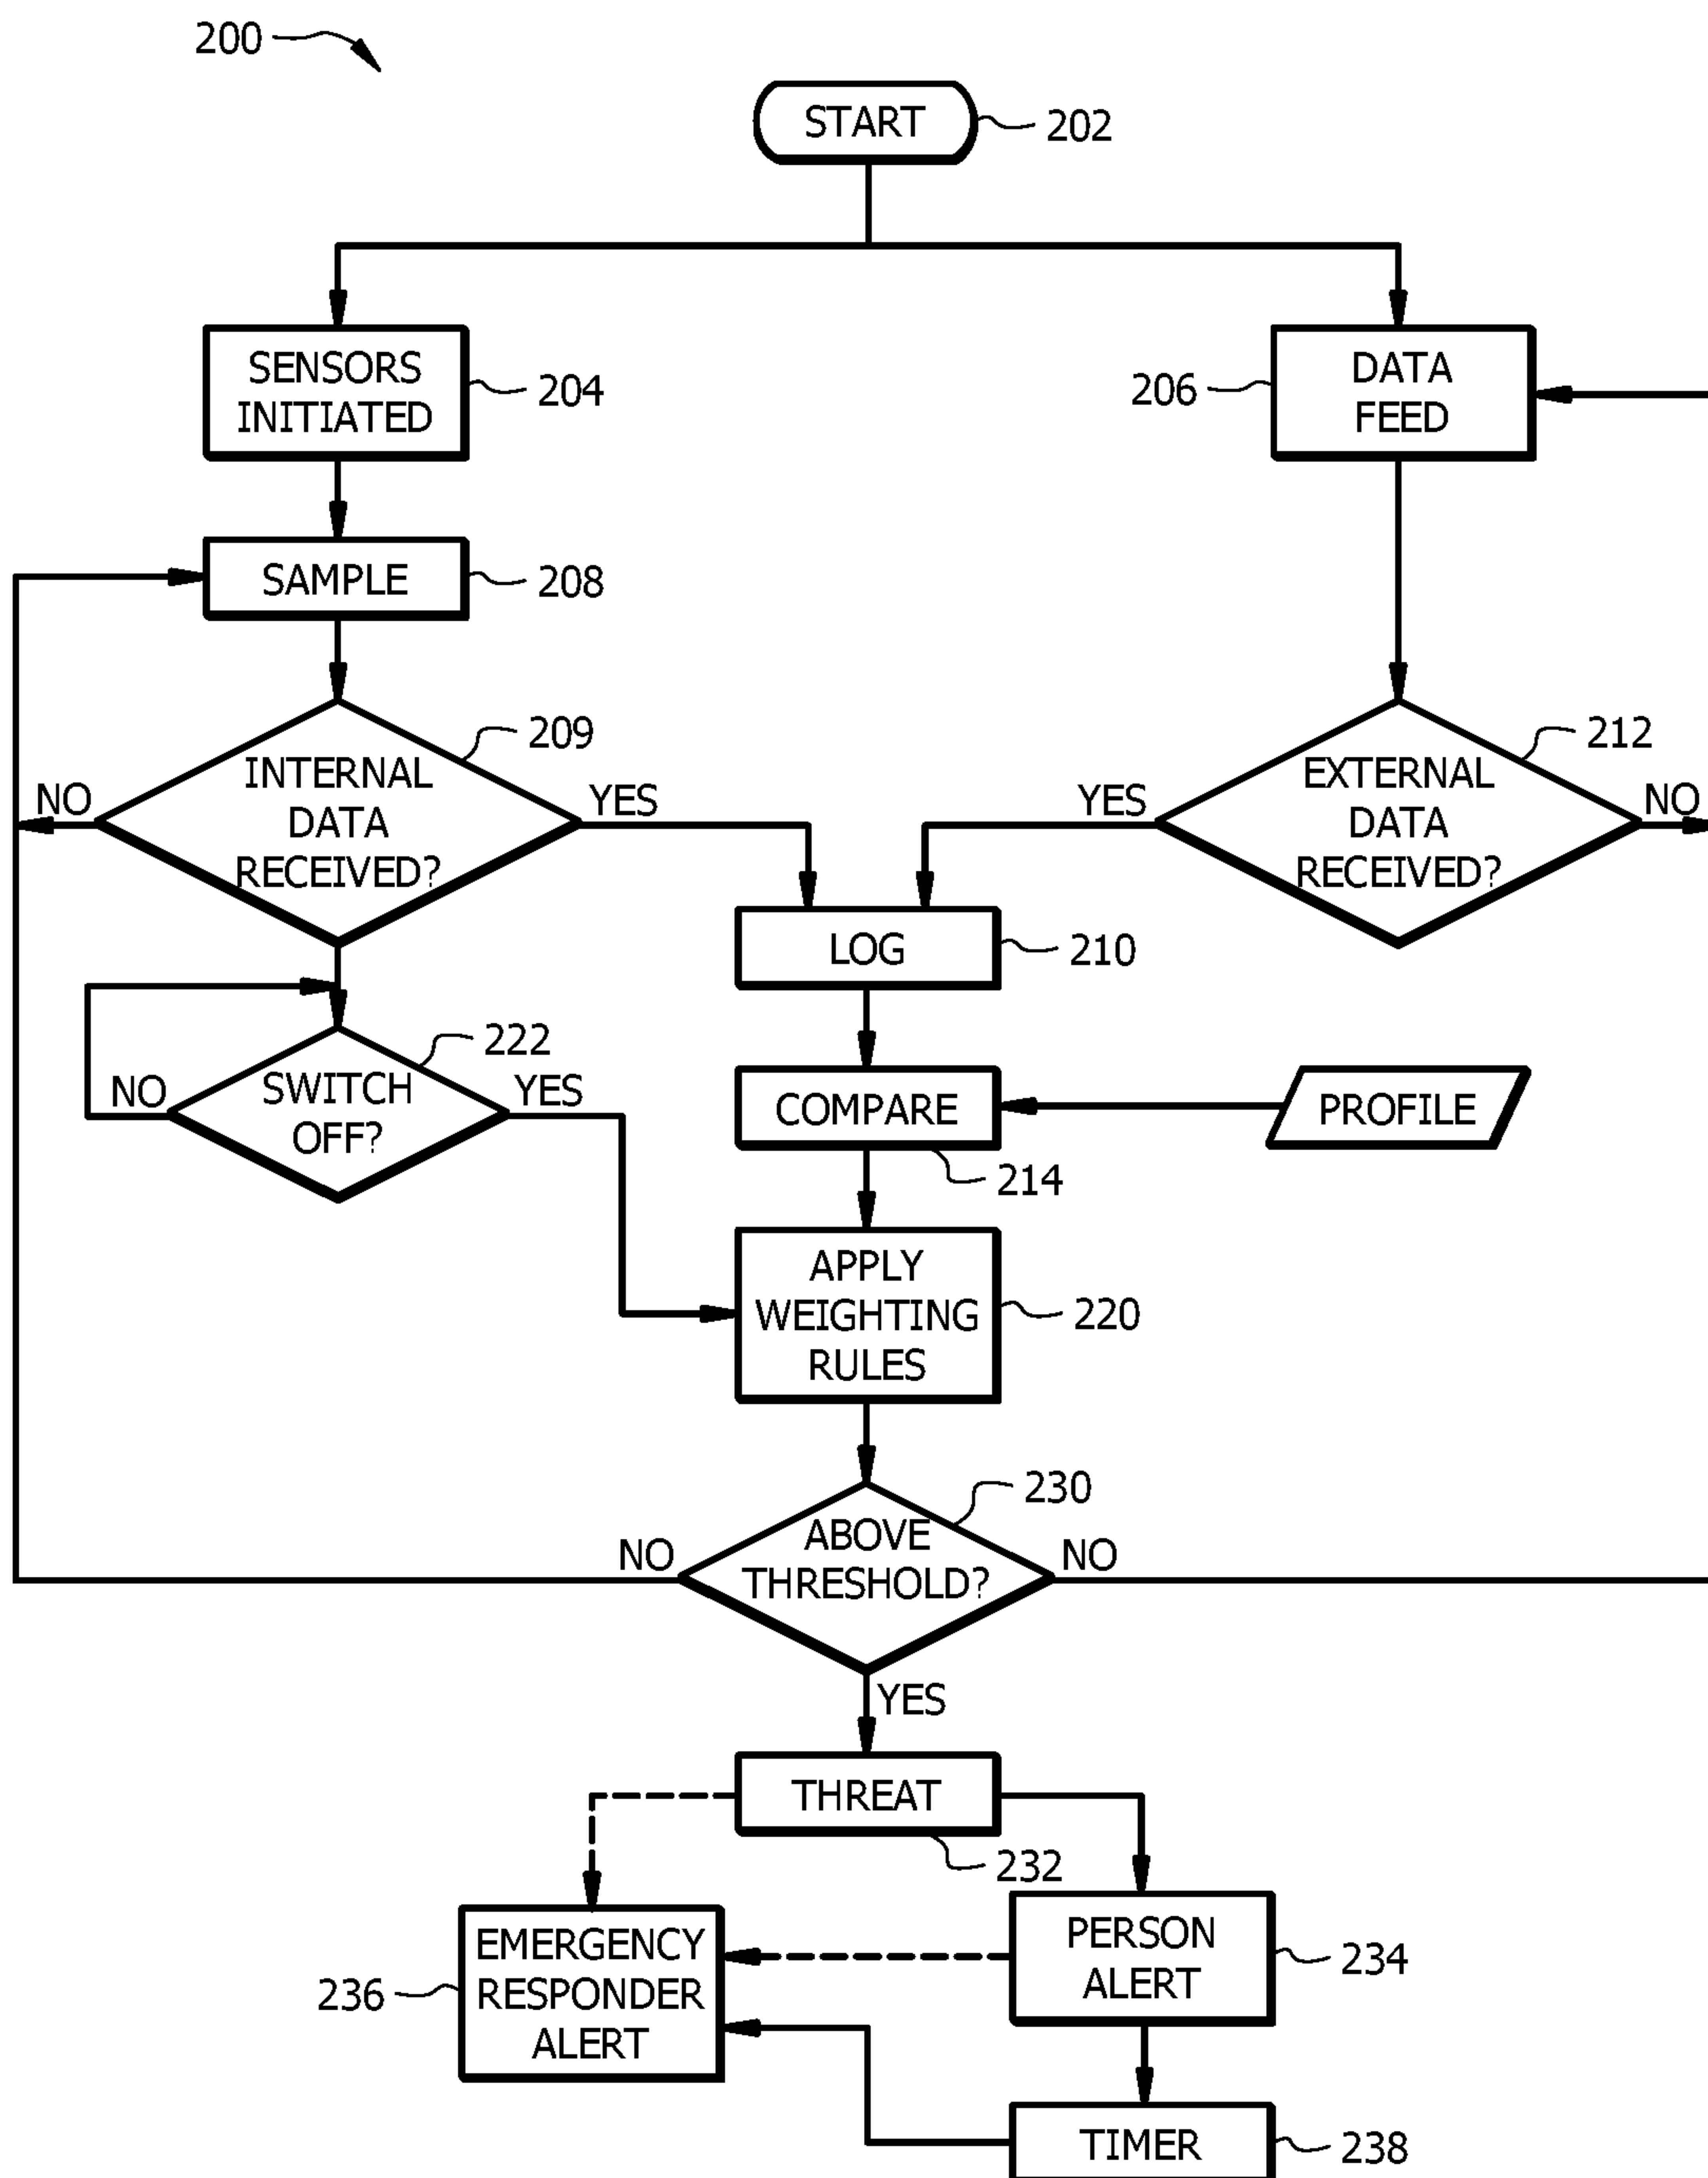 200
START
202
SENSORS
INITIATED
204
206
DATA
FEED
SAMPLE
208
209
INTERNAL
DATA
RECEIVED?
NO
YES
212
EXTERNAL
DATA
RECEIVED?
YES
NO
LOG
210
222
SWITCH
OFF?
NO
YES
COMPARE
214
PROFILE
APPLY
WEIGHTING
RULES
220
230
ABOVE
THRESHOLD?
NO
NO
YES
THREAT
232
EMERGENCY
RESPONDER
ALERT
236
PERSON
ALERT
234
TIMER
238